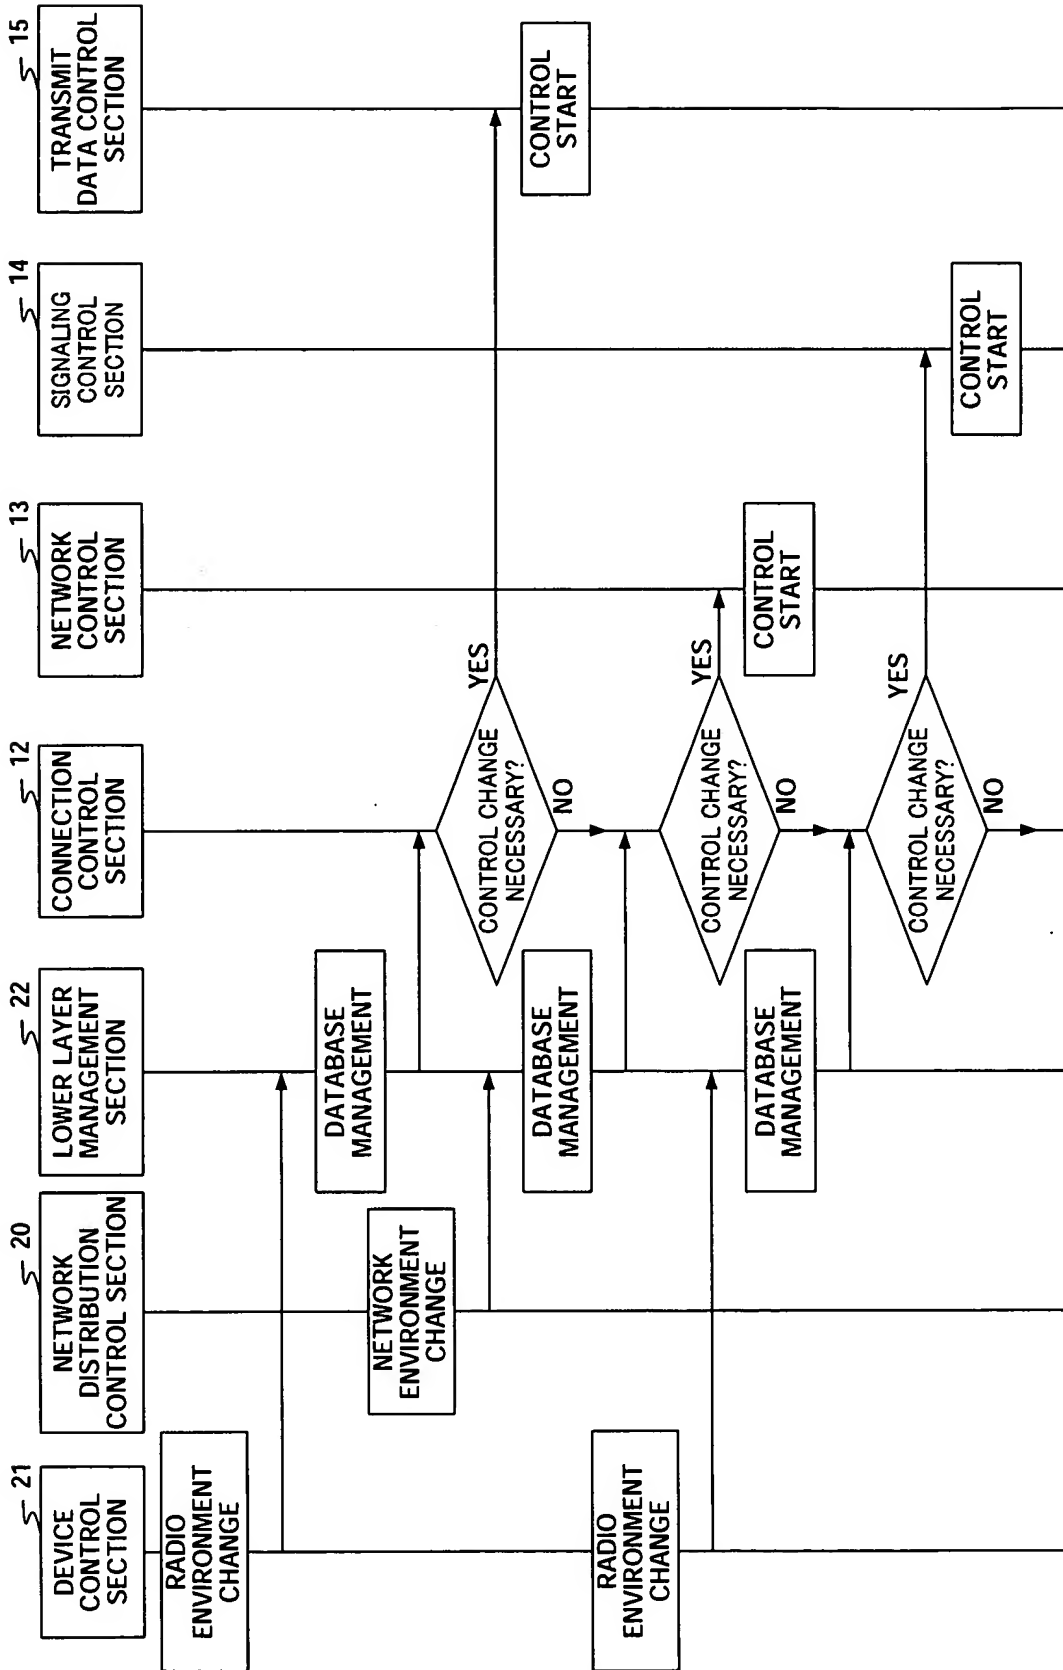 21
DEVICE
CONTROL
SECTION
20
NETWORK
DISTRIBUTION
CONTROL SECTION
22
LOWER LAYER
MANAGEMENT
SECTION
12
CONNECTION
CONTROL
SECTION
13
NETWORK
CONTROL
SECTION
14
SIGNALING
CONTROL
SECTION
15
TRANSMIT
DATA CONTROL
SECTION
RADIO
ENVIRONMENT
CHANGE
DATABASE
MANAGEMENT
NETWORK
ENVIRONMENT
CHANGE
CONTROL CHANGE
NECESSARY?
YES
NO
CONTROL
START
DATABASE
MANAGEMENT
RADIO
ENVIRONMENT
CHANGE
CONTROL CHANGE
NECESSARY?
YES
NO
CONTROL
START
DATABASE
MANAGEMENT
CONTROL CHANGE
NECESSARY?
YES
NO
CONTROL
START